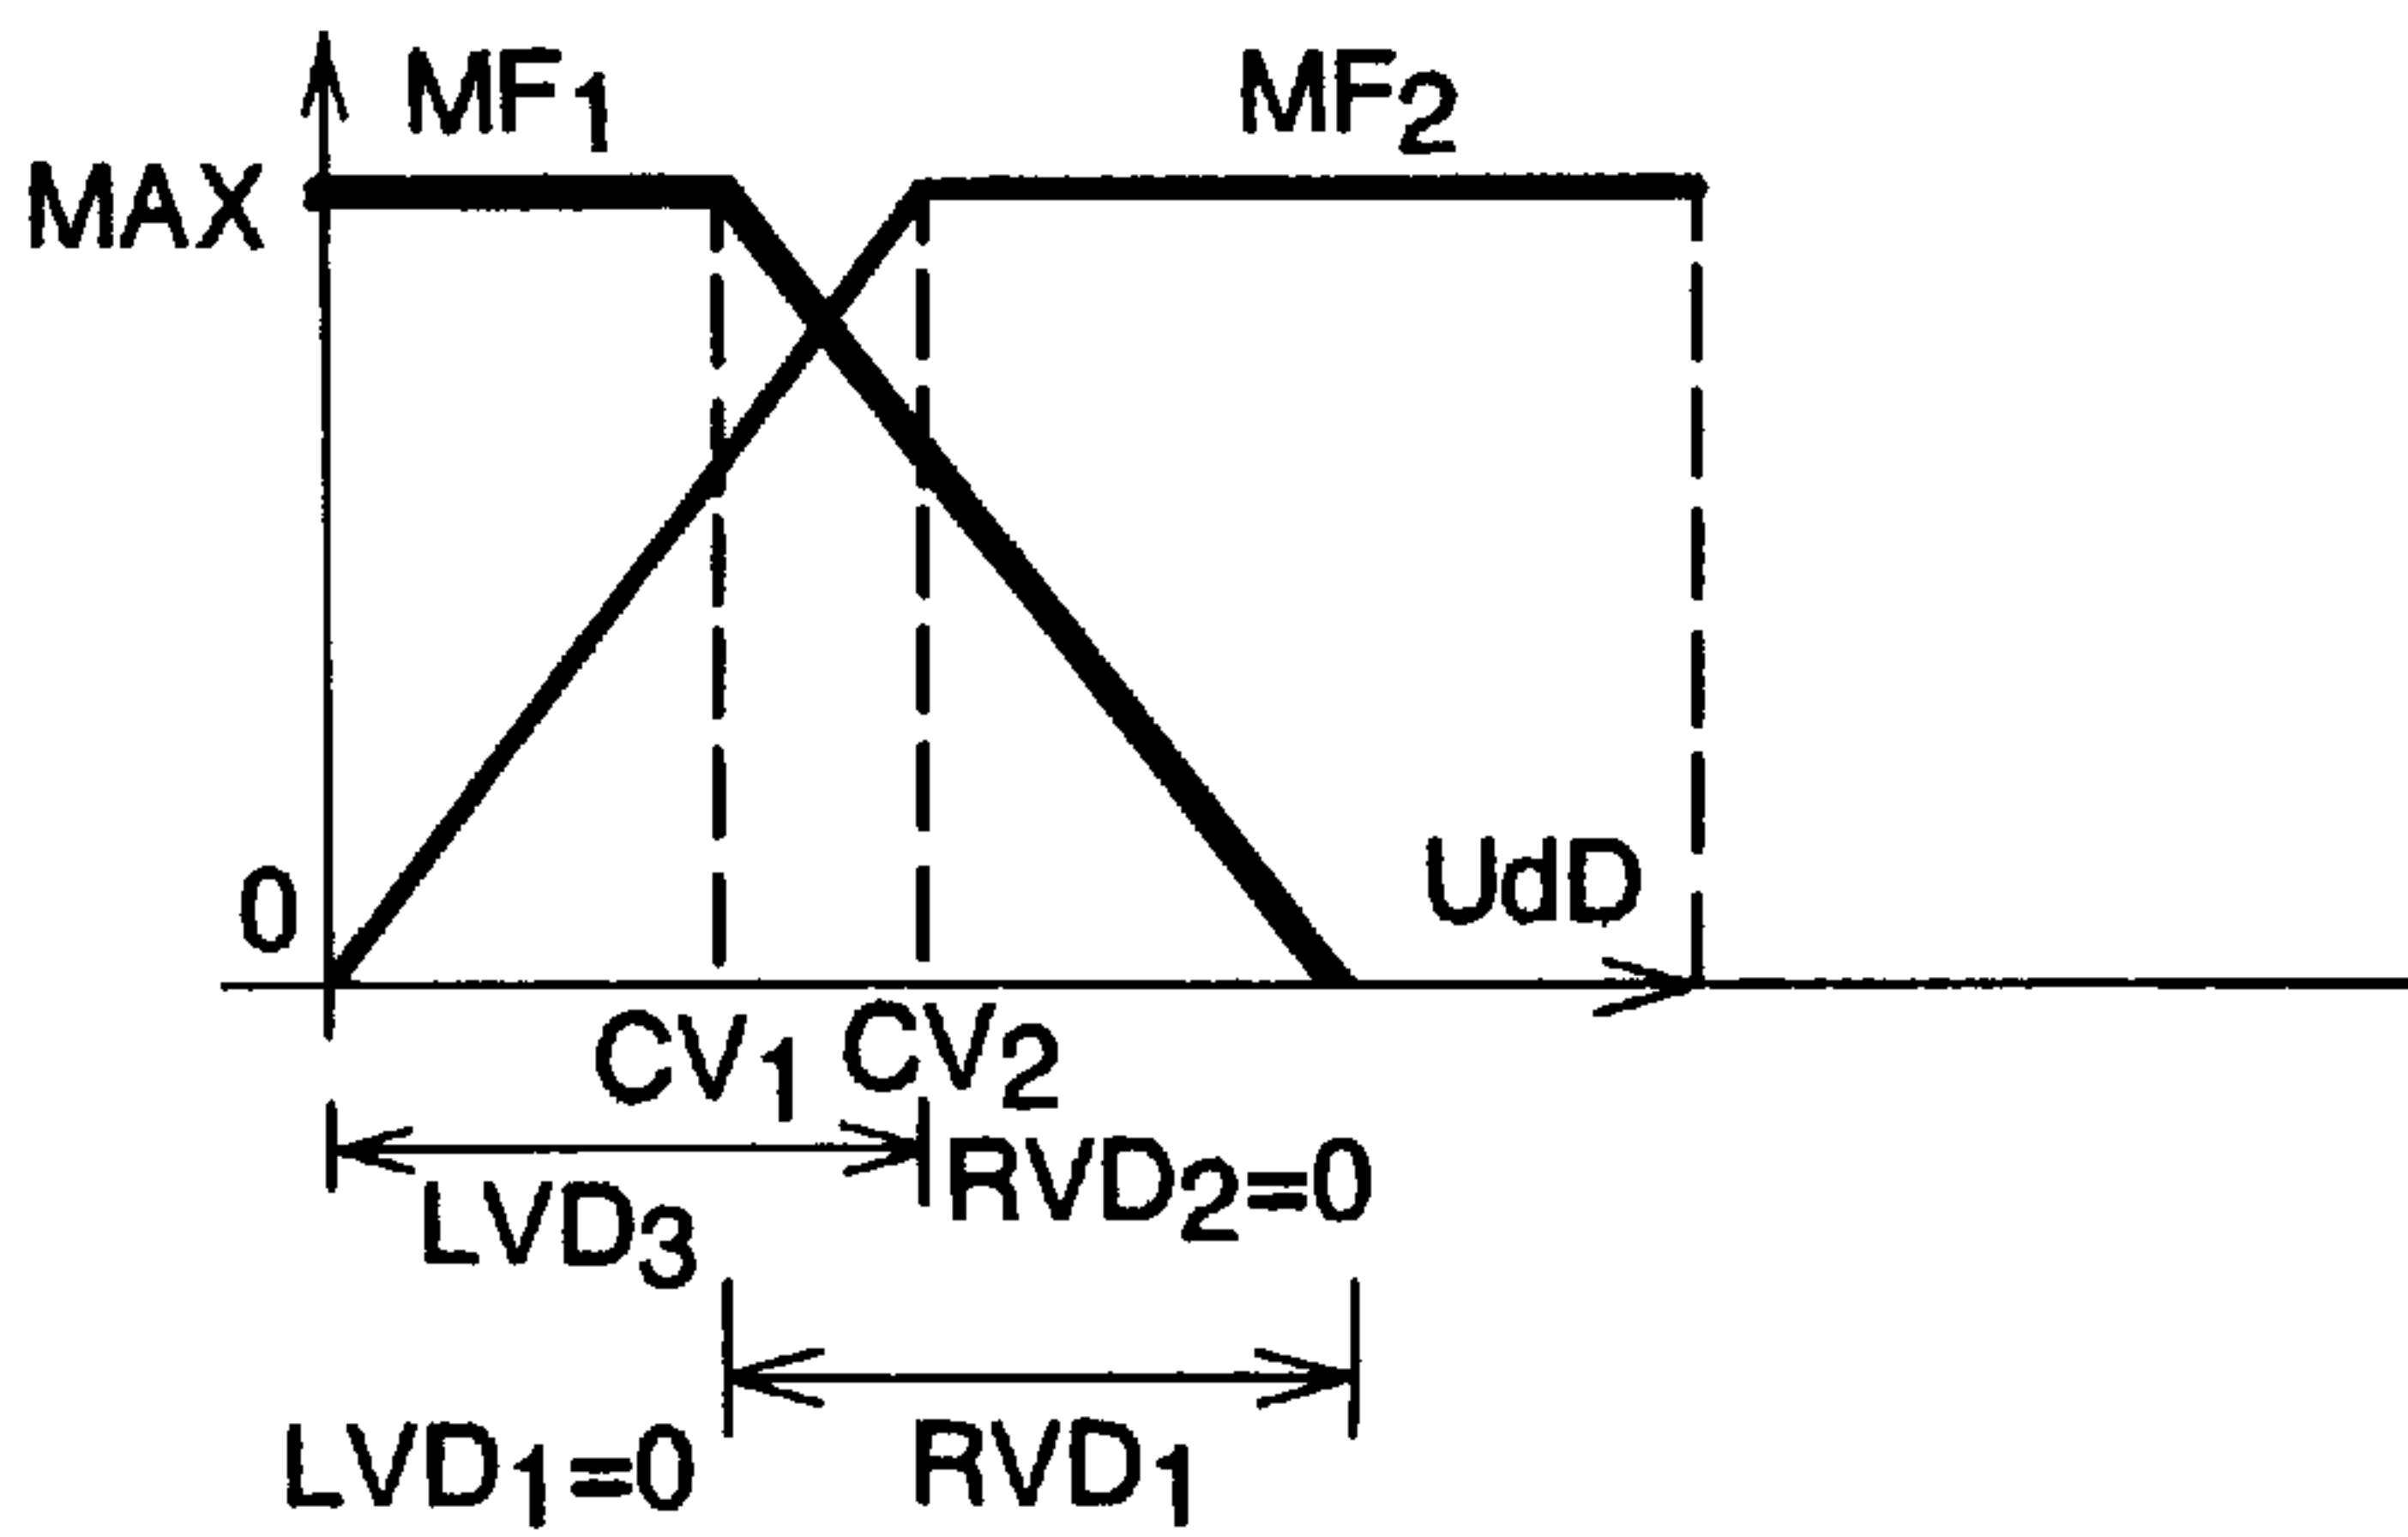 MF1 MF2
MAX
0
UdD
CV1 CV2
LVD3 RVD2=0
LVD1=0 RVD1